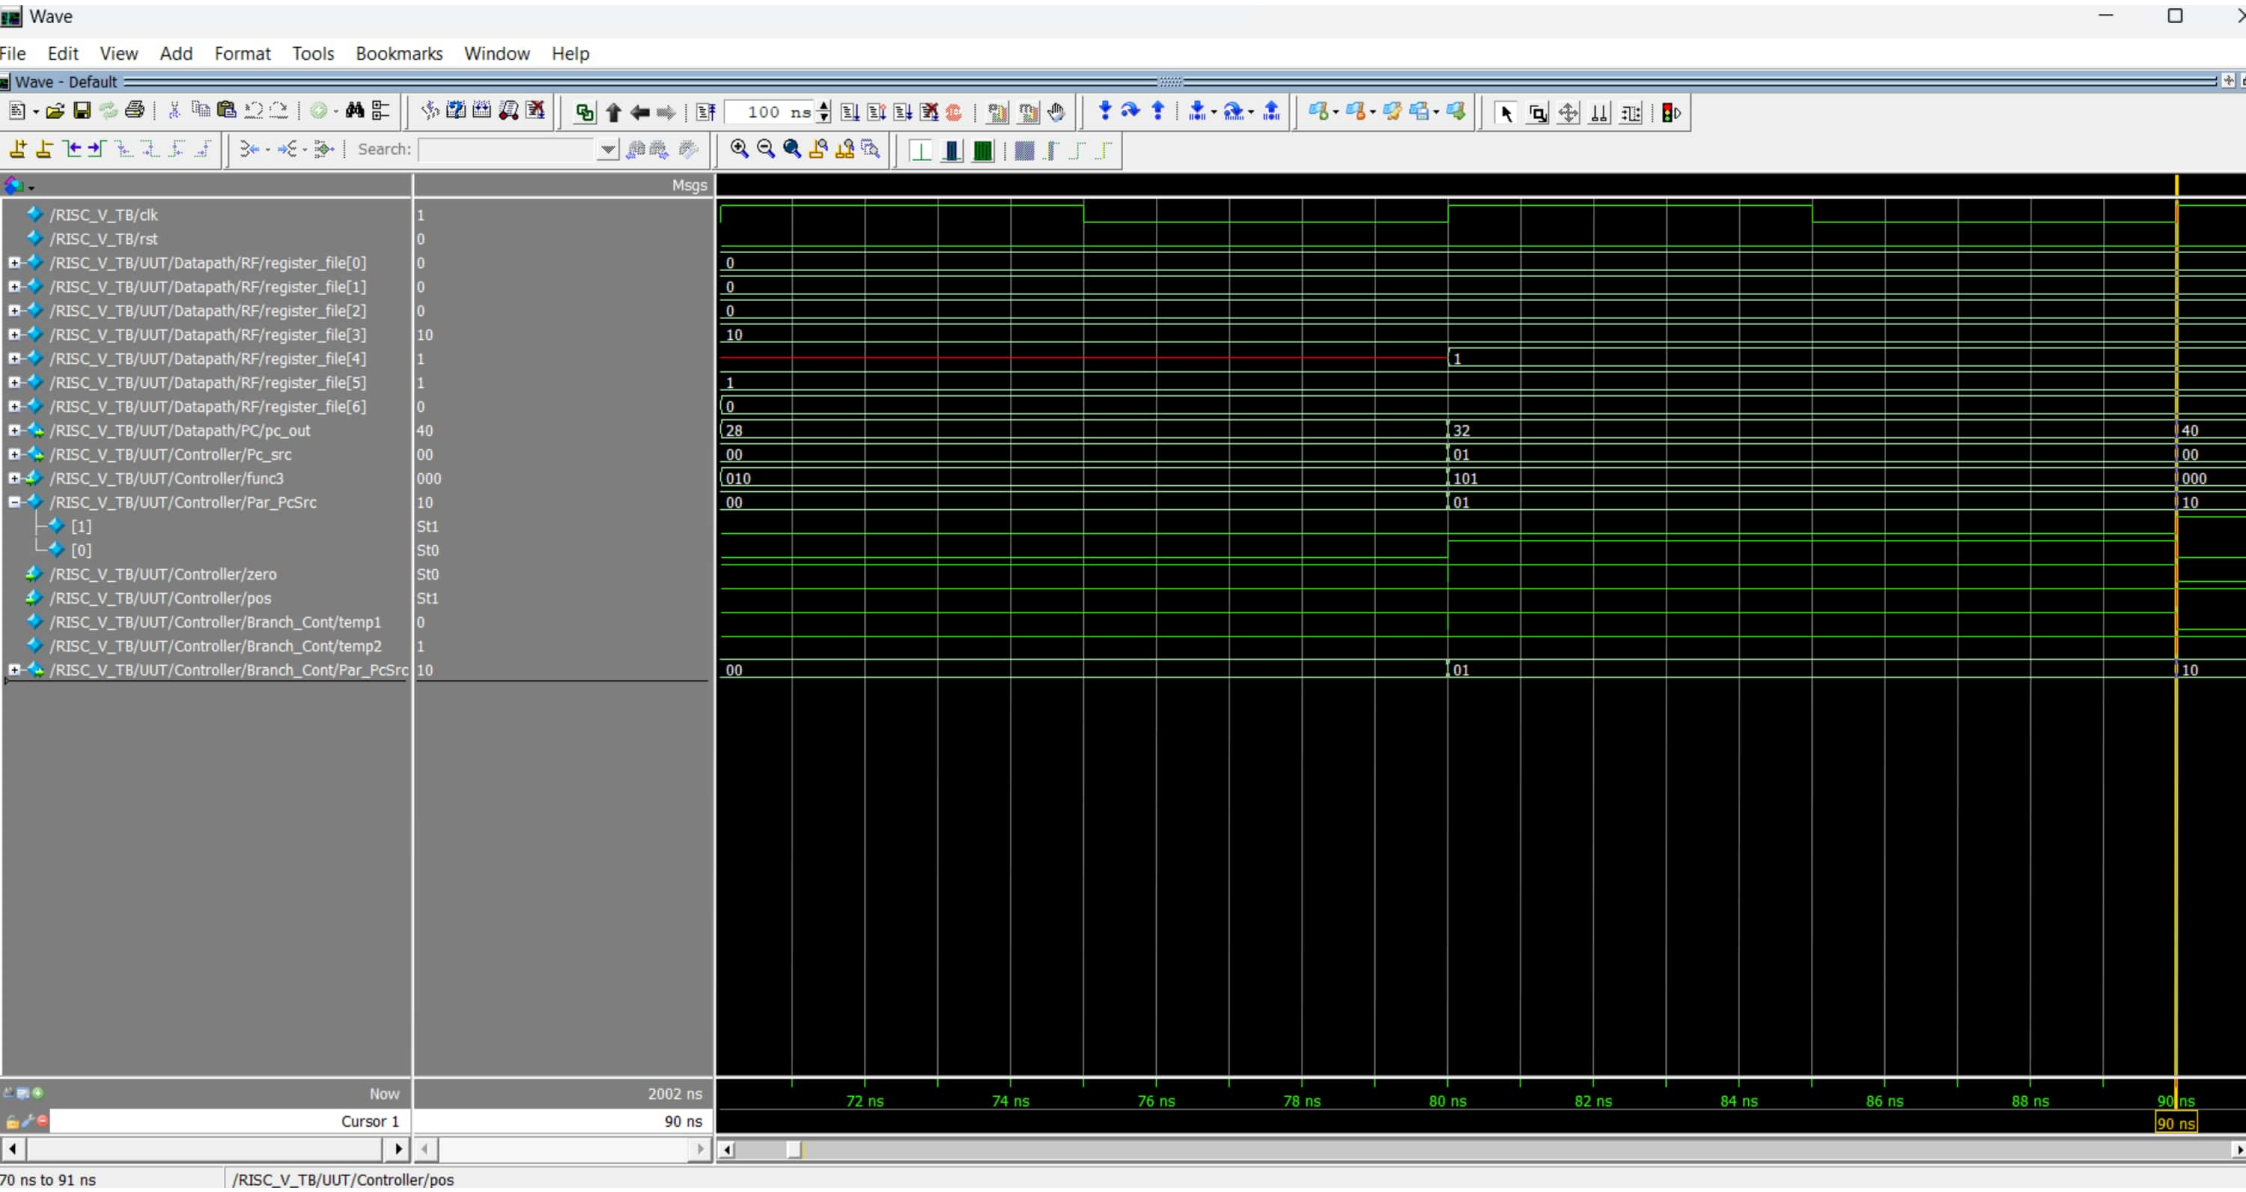 Wave
File Edit View Add Format Tools Bookmarks Window Help
Wave - Default
100 ns
Search:
Msgs
/RISC_V_TB/clk 1
/RISC_V_TB/rst 0
/RISC_V_TB/UUT/Datapath/RF/register_file[0] 0 0
/RISC_V_TB/UUT/Datapath/RF/register_file[1] 0 0
/RISC_V_TB/UUT/Datapath/RF/register_file[2] 0 0
/RISC_V_TB/UUT/Datapath/RF/register_file[3] 10 10
/RISC_V_TB/UUT/Datapath/RF/register_file[4] 1 1
/RISC_V_TB/UUT/Datapath/RF/register_file[5] 1 1
/RISC_V_TB/UUT/Datapath/RF/register_file[6] 0 0
/RISC_V_TB/UUT/Datapath/PC/pc_out 40 28 32 40
/RISC_V_TB/UUT/Controller/Pc_src 00 00 01 00
/RISC_V_TB/UUT/Controller/func3 000 010 101 000
/RISC_V_TB/UUT/Controller/Par_PcSrc 10 00 01 10
[1] St1
[0] St0
/RISC_V_TB/UUT/Controller/zero St0
/RISC_V_TB/UUT/Controller/pos St1
/RISC_V_TB/UUT/Controller/Branch_Cont/temp1 0
/RISC_V_TB/UUT/Controller/Branch_Cont/temp2 1
/RISC_V_TB/UUT/Controller/Branch_Cont/Par_PcSrc 10 00 01 10
Now 2002 ns 72 ns 74 ns 76 ns 78 ns 80 ns 82 ns 84 ns 86 ns 88 ns 90 ns
Cursor 1 90 ns 90 ns
70 ns to 91 ns /RISC_V_TB/UUT/Controller/pos